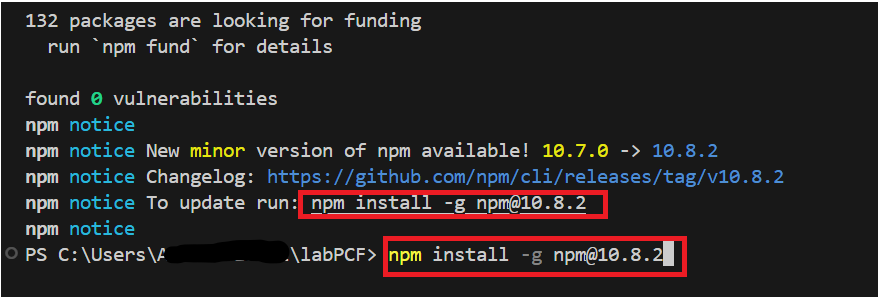 132 packages are looking for funding
run `npm fund` for details
found 0 vulnerabilities
npm notice
npm notice New minor version of npm available! 10.7.0 -> 10.8.2
npm notice Changelog: https://github.com/npm/cli/releases/tag/v10.8.2
npm notice To update run: npm install -g npm@10.8.2
npm notice
PS C:\Users\A \labPCF> npm install -g npm@10.8.2